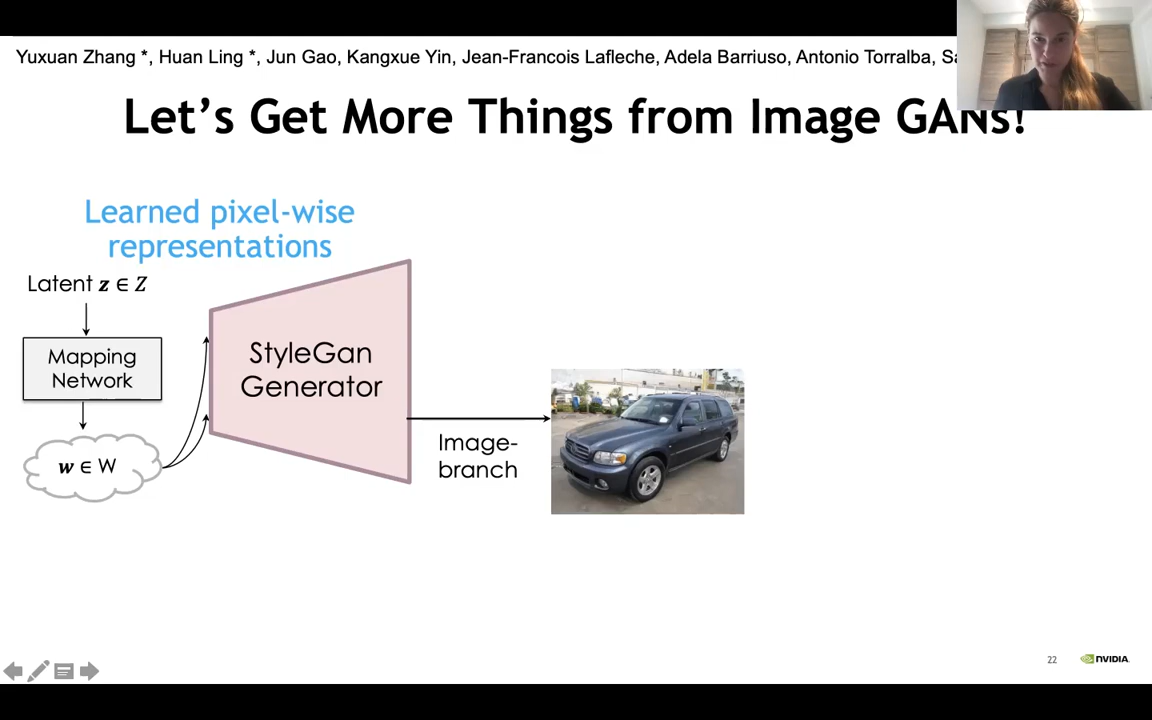 Yuxuan Zhang *, Huan Ling *, Jun Gao, Kangxue Yin, Jean-Francois Lafleche, Adela Barriuso, Antonio Torralba,
Let's Get More Things from Image GANs!
Learned pixel-wise
representations
Latent z ∈ Z
Mapping
Network
w ∈ W
StyleGan
Generator
Image-
branch
22
NVIDIA.